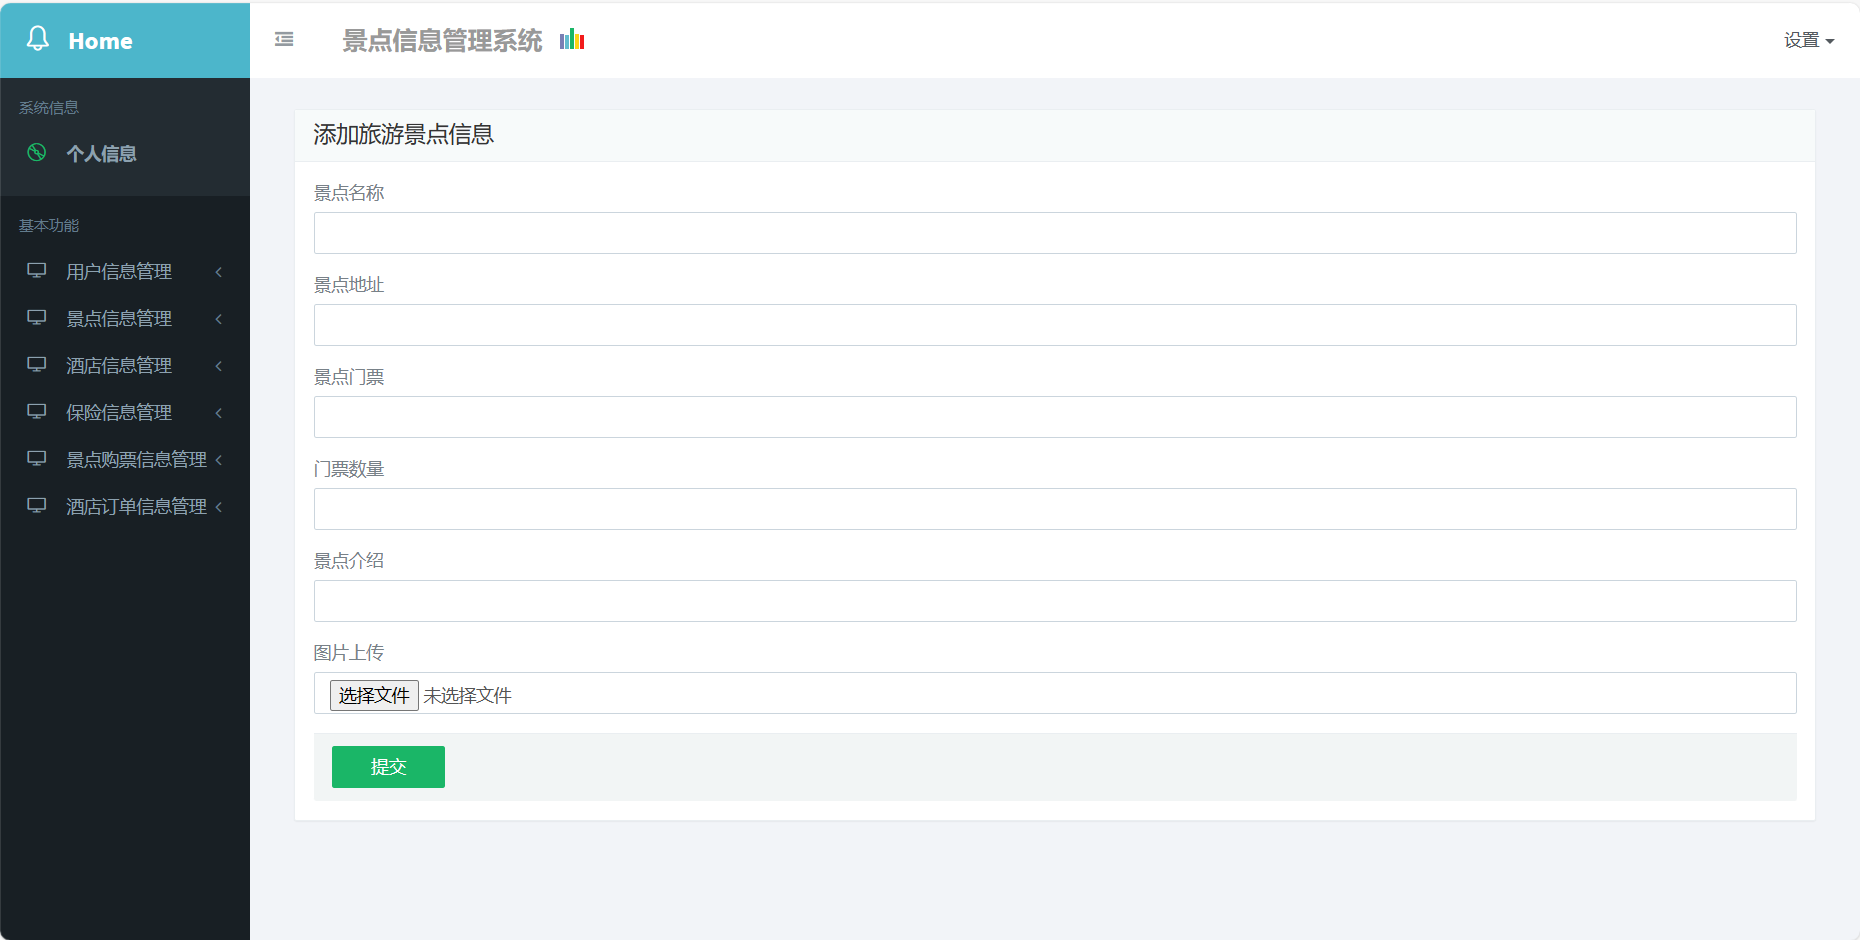 Home
景点信息管理系统
设置
系统信息
个人信息
基本功能
用户信息管理
景点信息管理
酒店信息管理
保险信息管理
景点购票信息管理
酒店订单信息管理
添加旅游景点信息
景点名称
景点地址
景点门票
门票数量
景点介绍
图片上传
选择文件 未选择文件
提交